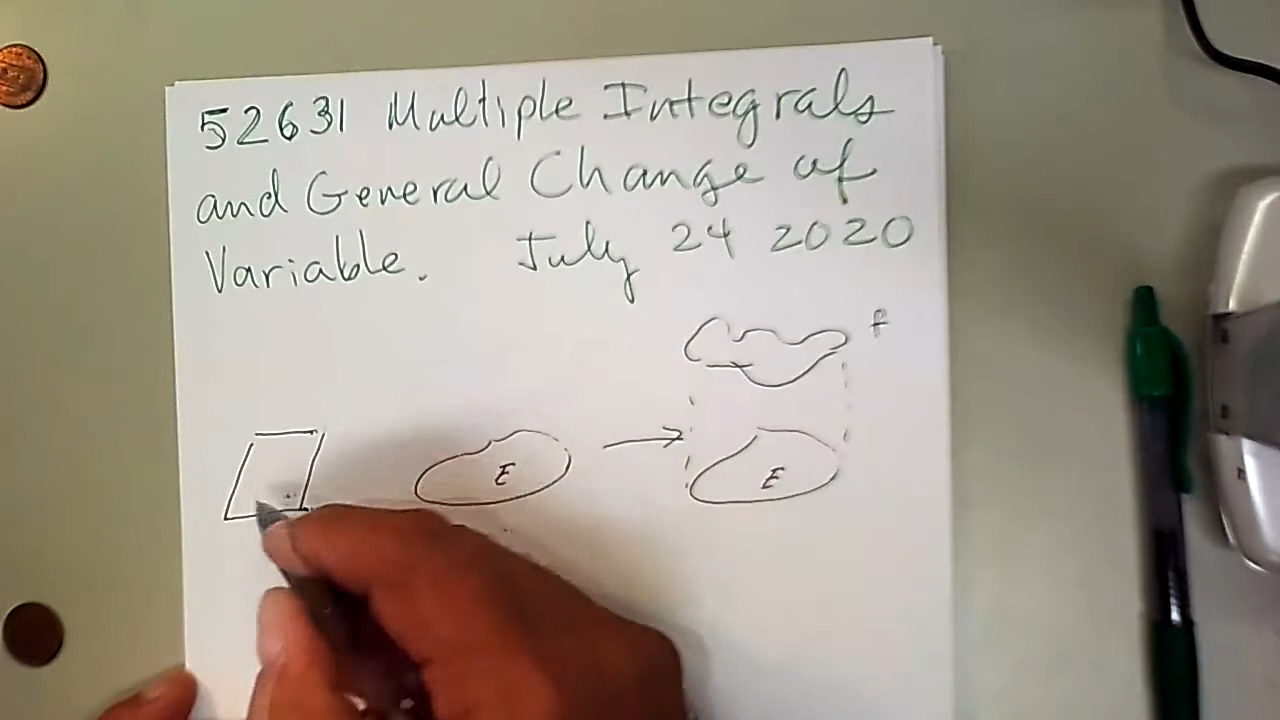 52631 Multiple Integrals
and General Change of
Variable. July 24 2020
f
E
E